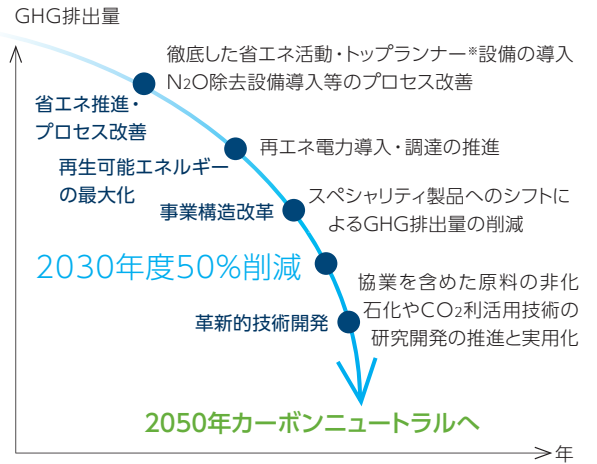 GHG排出量
徹底した省エネ活動・トップランナー※設備の導入
N2O除去設備導入等のプロセス改善
省エネ推進・
プロセス改善
再エネ電力導入・調達の推進
再生可能エネルギー
の最大化
スペシャリティ製品へのシフトに
よるGHG排出量の削減
事業構造改革
2030年度50%削減
協業を含めた原料の非化
石化やCO2利活用技術の
研究開発の推進と実用化
革新的技術開発
2050年カーボンニュートラルへ
年